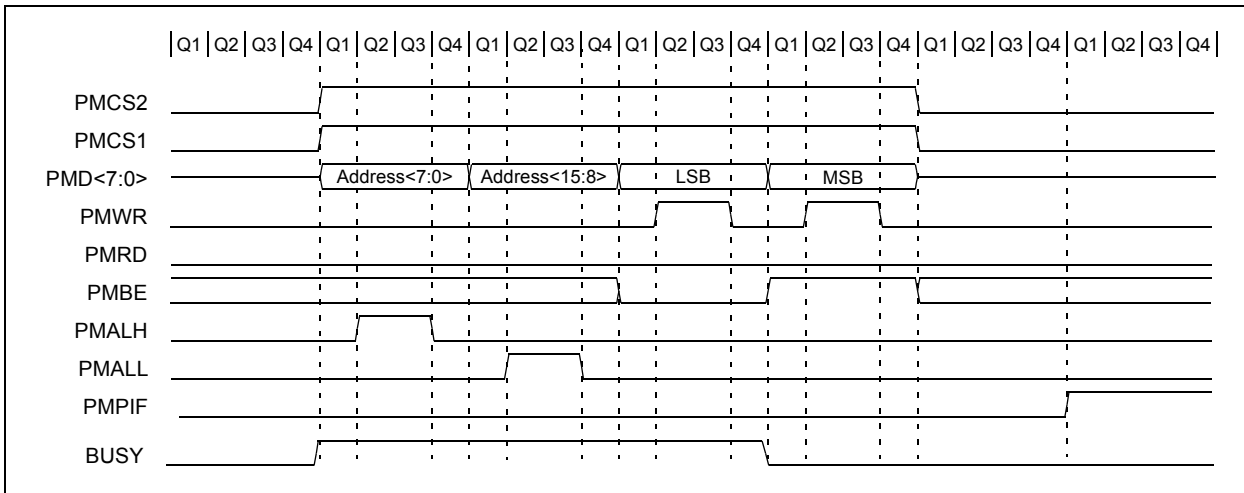 Q1 Q2 Q3 Q4 Q1 Q2 Q3 Q4 Q1 Q2 Q3 Q4 Q1 Q2 Q3 Q4 Q1 Q2 Q3 Q4 Q1 Q2 Q3 Q4 Q1 Q2 Q3 Q4
PMCS2
PMCS1
PMD<7:0> Address<7:0> Address<15:8> LSB MSB
PMWR
PMRD
PMBE
PMALH
PMALL
PMPIF
BUSY